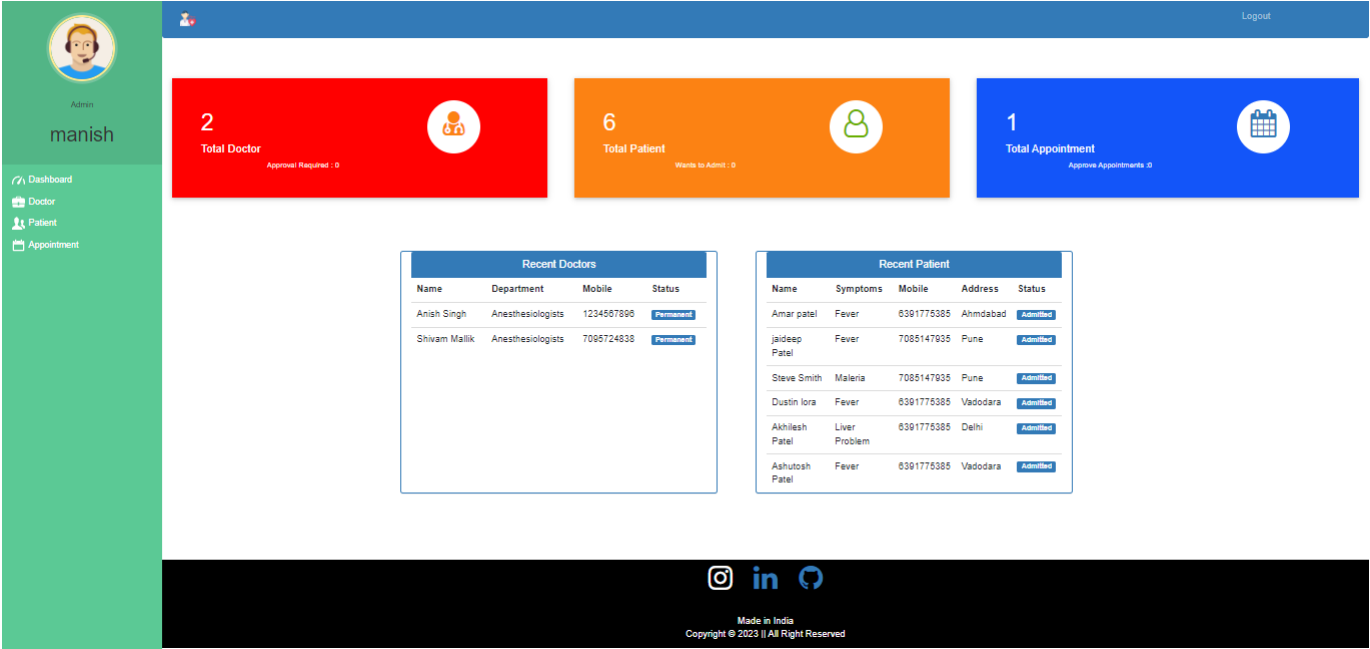 Logout
Admin
manish
Dashboard
Doctor
Patient
Appointment
2
Total Doctor
Approval Required : 0
6
Total Patient
Wants to Admit : 0
1
Total Appointment
Approve Appointments :0
Recent Doctors
Name Department Mobile Status
Anish Singh Anesthesiologists 1234567896 Permanent
Shivam Mallik Anesthesiologists 7095724838 Permanent
Recent Patient
Name Symptoms Mobile Address Status
Amar patel Fever 6391775385 Ahmdabad Admitted
jaideep Fever 7085147935 Pune Admitted
Patel
Steve Smith Maleria 7085147935 Pune Admitted
Dustin lora Fever 6391775385 Vadodara Admitted
Akhilesh Liver 6391775385 Delhi Admitted
Patel Problem
Ashutosh Fever 6391775385 Vadodara Admitted
Patel
in
Made in India
Copyright © 2023 || All Right Reserved